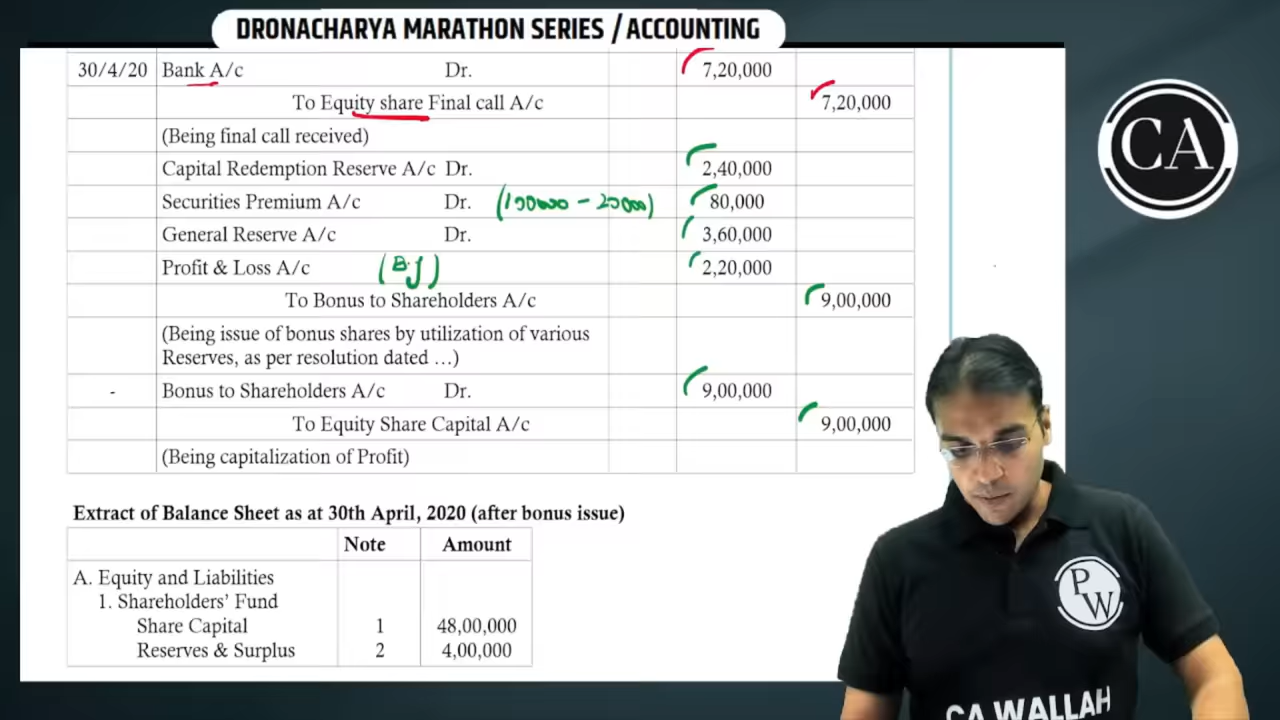 DRONACHARYA MARATHON SERIES / ACCOUNTING
30/4/20 Bank A/c Dr. 7,20,000
To Equity share Final call A/c 7,20,000
(Being final call received)
Capital Redemption Reserve A/c Dr. 2,40,000
Securities Premium A/c Dr. (100000 - 20000) 80,000
General Reserve A/c Dr. 3,60,000
Profit & Loss A/c 2,20,000
To Bonus to Shareholders A/c 9,00,000
(Being issue of bonus shares by utilization of various
Reserves, as per resolution dated …)
- Bonus to Shareholders A/c Dr. 9,00,000
To Equity Share Capital A/c 9,00,000
(Being capitalization of Profit)
Extract of Balance Sheet as at 30th April, 2020 (after bonus issue)
Note Amount
A. Equity and Liabilities
1. Shareholders' Fund
Share Capital 1 48,00,000
Reserves & Surplus 2 4,00,000
CA
PW
CA WALLAH